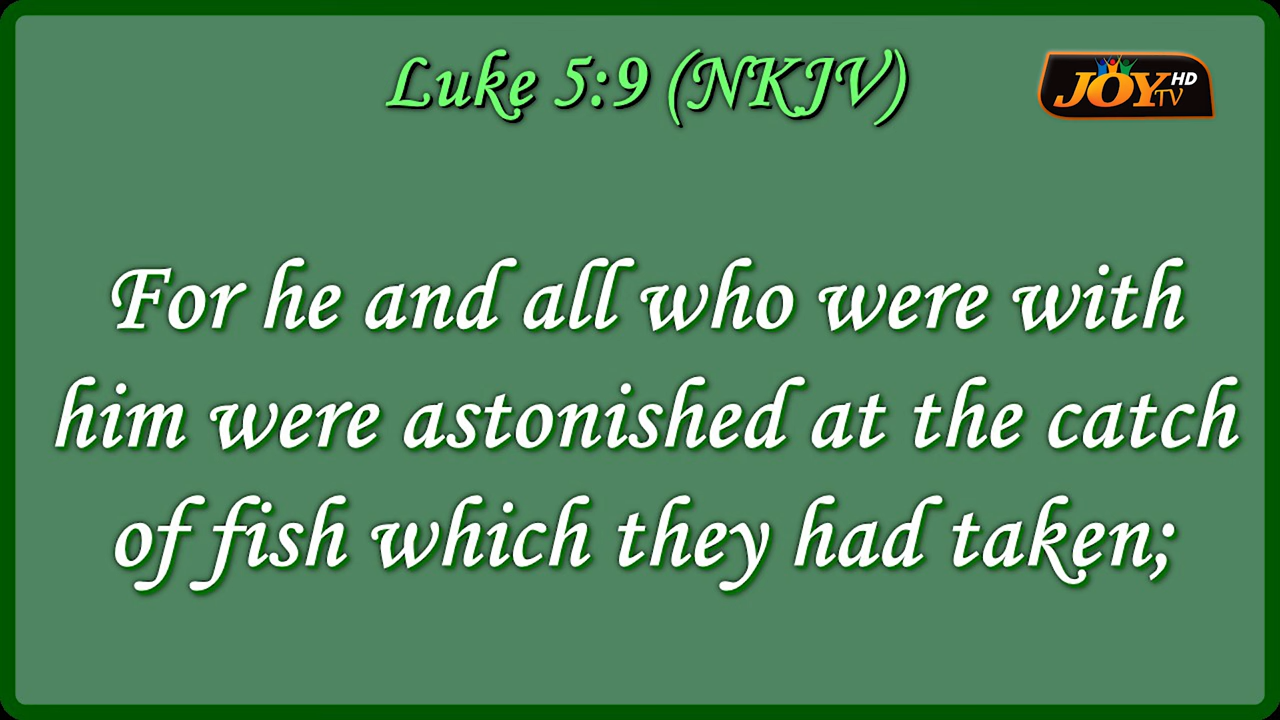 Luke 5:9 (NKJV)
JOY TV HD
For he and all who were with
him were astonished at the catch
of fish which they had taken;